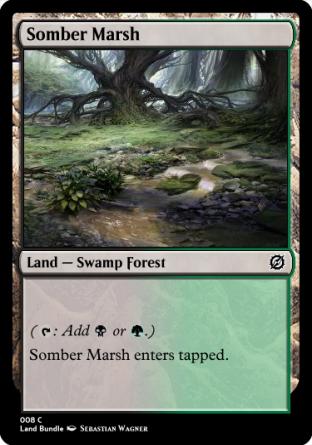 Somber Marsh
Land — Swamp Forest
( : Add or .)
Somber Marsh enters tapped.
008 C
Land Bundle Sebastian Wagner